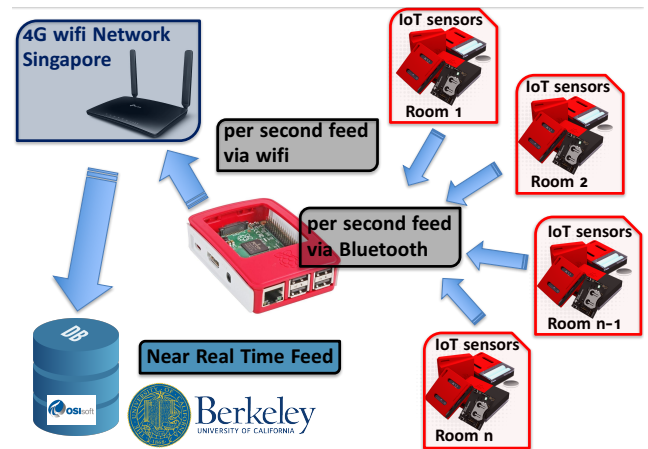 4G wifi Network
Singapore
IoT sensors
Room 1
per second feed
via wifi
IoT sensors
Room 2
per second feed
via Bluetooth
IoT sensors
Room n-1
IoT sensors
Room n
DB
OSIsoft
Near Real Time Feed
Berkeley
UNIVERSITY OF CALIFORNIA